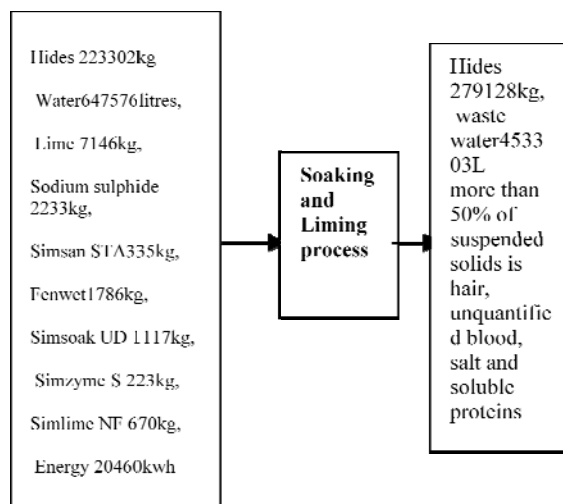 Hides 223302kg
Water647576litres,
Lime 7146kg,
Sodium sulphide
2233kg,
Simsan STA335kg,
Fenwet1786kg,
Simsoak UD 1117kg,
Simzyme S 223kg,
Simlime NF 670kg,
Energy 20460kwh
Soaking
and
Liming
process
Hides
279128kg,
waste
water4533
03L
more than
50% of
suspended
solids is
hair,
unquantifie
d blood,
salt and
soluble
proteins